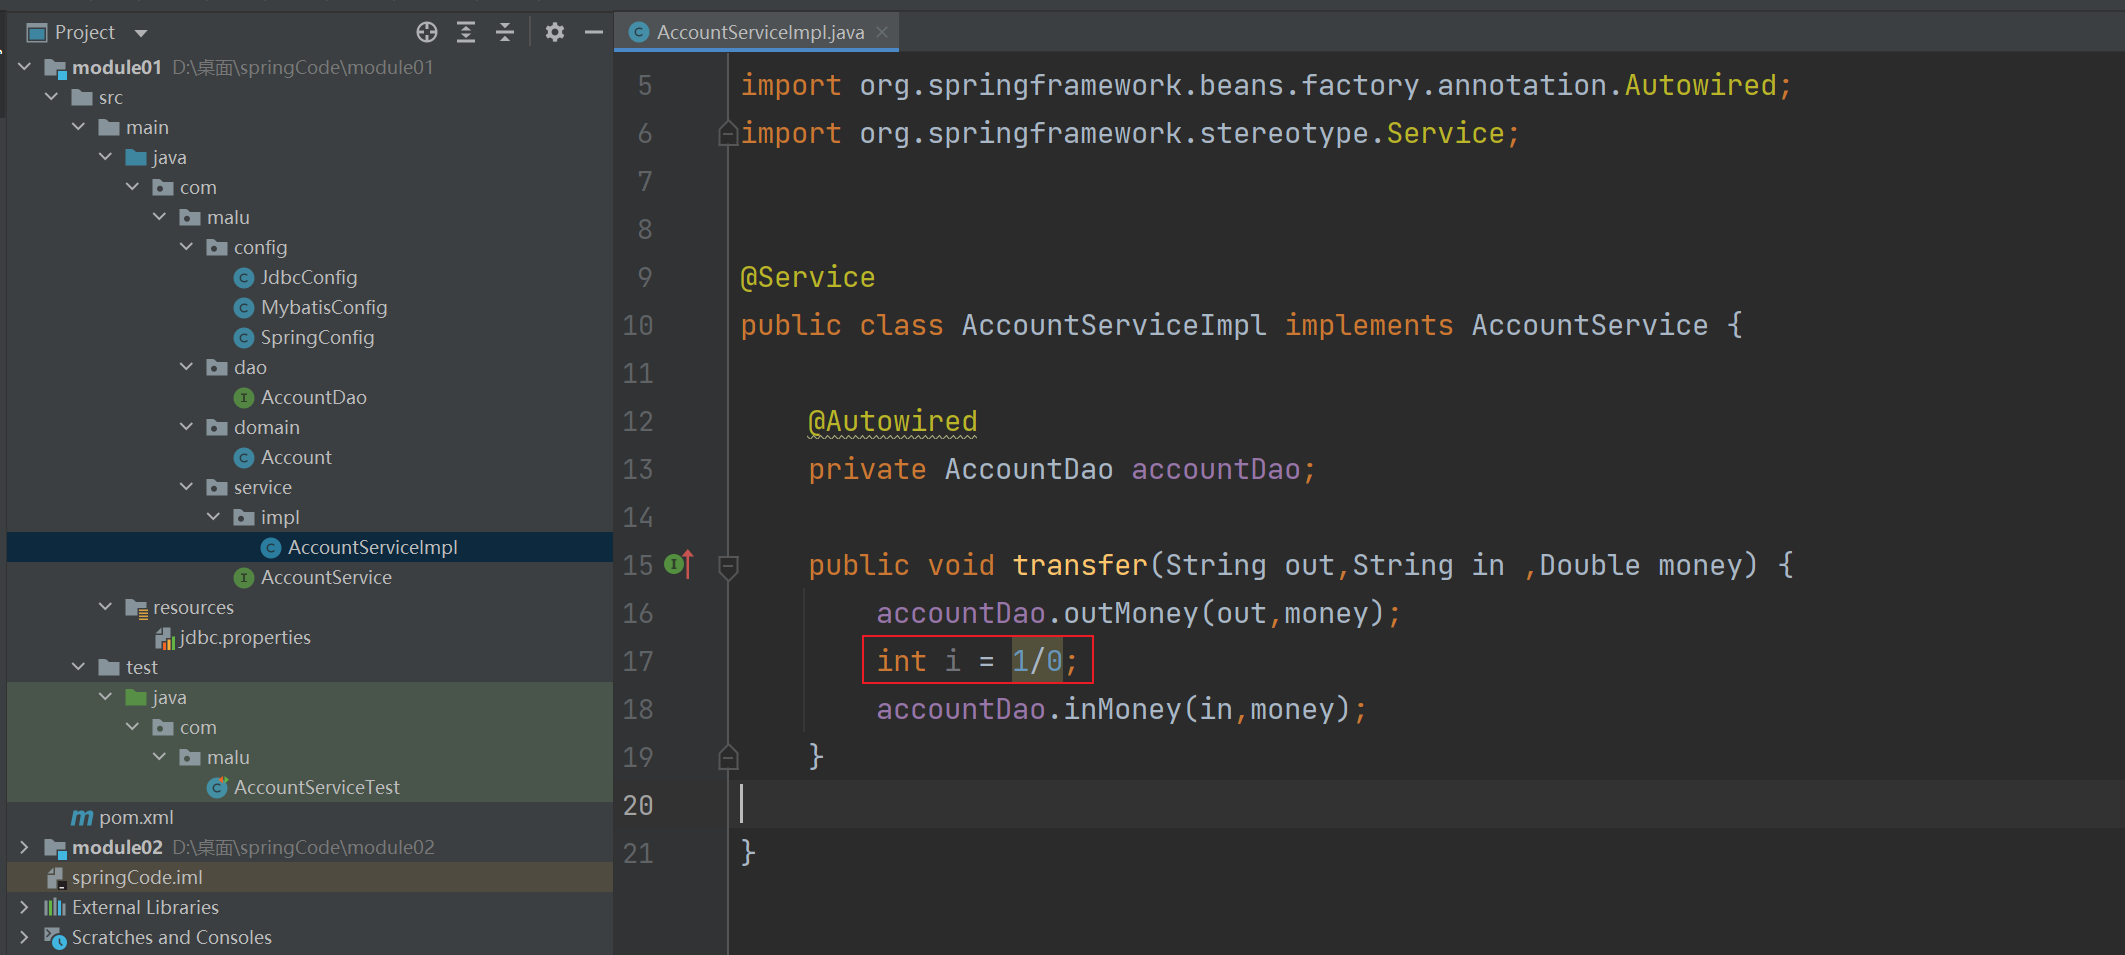 Project
module01 D:\桌面\springCode\module01
src
main
java
com
malu
config
JdbcConfig
MybatisConfig
SpringConfig
dao
AccountDao
domain
Account
service
impl
AccountServiceImpl
AccountService
resources
jdbc.properties
test
java
com
malu
AccountServiceTest
pom.xml
module02 D:\桌面\springCode\module02
springCode.iml
External Libraries
Scratches and Consoles
AccountServiceImpl.java
5 import org.springframework.beans.factory.annotation.Autowired;
6 import org.springframework.stereotype.Service;
7
8
9 @Service
10 public class AccountServiceImpl implements AccountService {
11
12 @Autowired
13 private AccountDao accountDao;
14
15 public void transfer(String out,String in ,Double money) {
16 accountDao.outMoney(out,money);
17 int i = 1/0;
18 accountDao.inMoney(in,money);
19 }
20
21 }